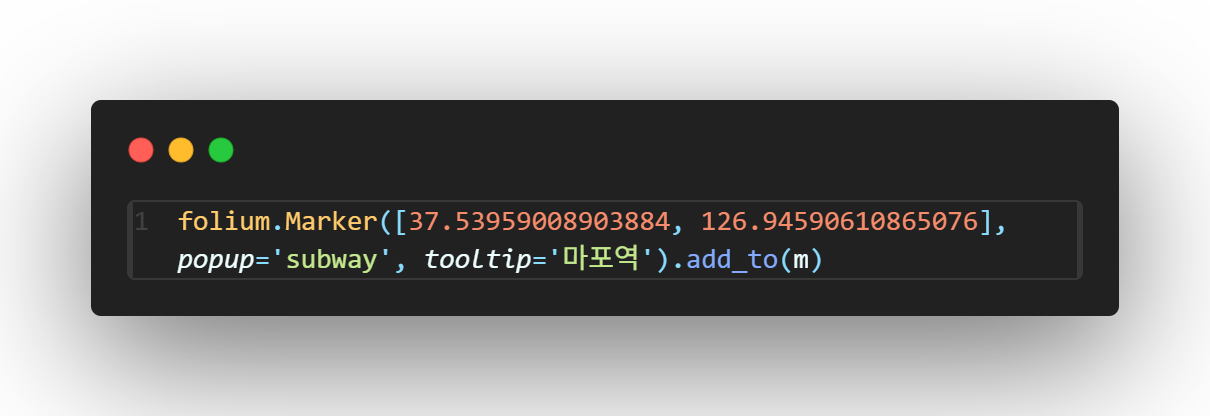 1 folium.Marker([37.53959008903884, 126.94590610865076],
popup='subway', tooltip='마포역').add_to(m)